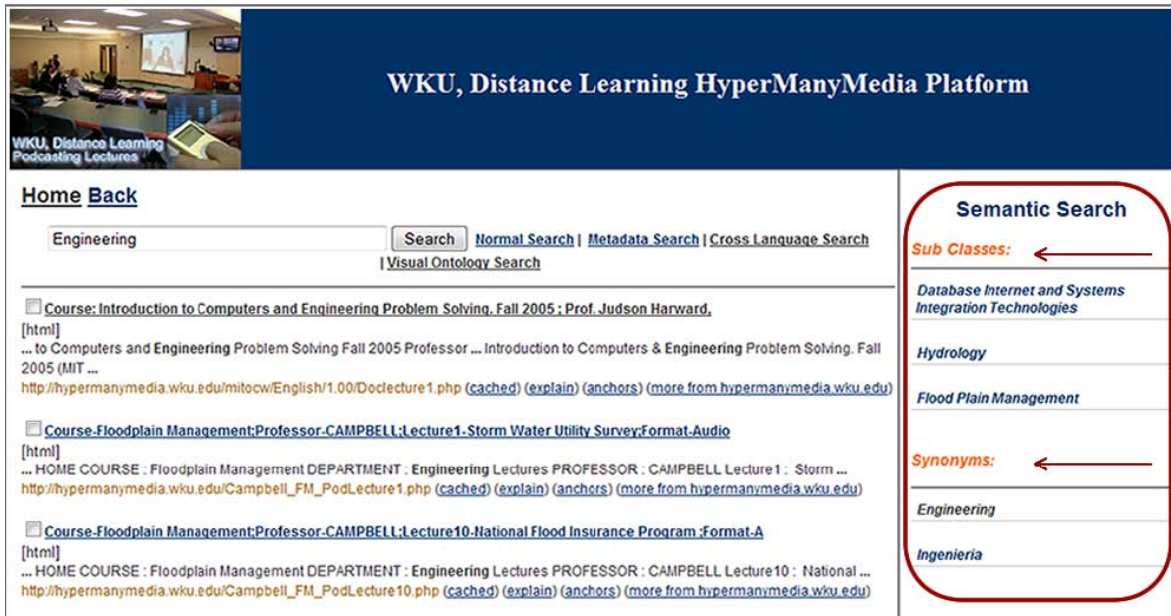 WKU, Distance Learning HyperManyMedia Platform
WKU, Distance Learning
Podcasting Lectures
Home Back
Engineering Search Normal Search | Metadata Search | Cross Language Search
| Visual Ontology Search
Course: Introduction to Computers and Engineering Problem Solving. Fall 2005 ; Prof. Judson Harward,
[html]
... to Computers and Engineering Problem Solving Fall 2005 Professor ... Introduction to Computers & Engineering Problem Solving. Fall
2005 (MIT ...
http://hypermanymedia.wku.edu/mitocw/English/1.00/Doclecture1.php (cached) (explain) (anchors) (more from hypermanymedia.wku.edu)
Course-Floodplain Management;Professor-CAMPBELL;Lecture1-Storm Water Utility Survey;Format-Audio
[html]
... HOME COURSE : Floodplain Management DEPARTMENT : Engineering Lectures PROFESSOR : CAMPBELL Lecture1 : Storm ...
http://hypermanymedia.wku.edu/Campbell_FM_PodLecture1.php (cached) (explain) (anchors) (more from hypermanymedia.wku.edu)
Course-Floodplain Management;Professor-CAMPBELL;Lecture10-National Flood Insurance Program ;Format-A
[html]
... HOME COURSE : Floodplain Management DEPARTMENT : Engineering Lectures PROFESSOR : CAMPBELL Lecture10 : National ...
http://hypermanymedia.wku.edu/Campbell_FM_PodLecture10.php (cached) (explain) (anchors) (more from hypermanymedia.wku.edu)
Semantic Search
Sub Classes:
Database Internet and Systems
Integration Technologies
Hydrology
Flood Plain Management
Synonyms:
Engineering
Ingenieria